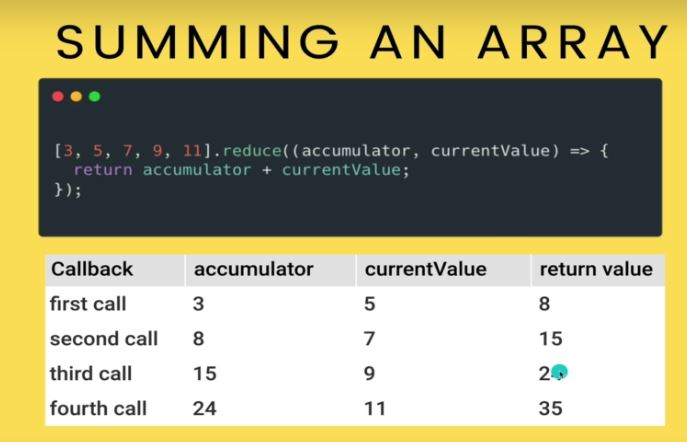 SUMMING AN ARRAY
[3, 5, 7, 9, 11].reduce((accumulator, currentValue) => {
return accumulator + currentValue;
});
Callback accumulator currentValue return value
first call 3 5 8
second call 8 7 15
third call 15 9
fourth call 24 11 35